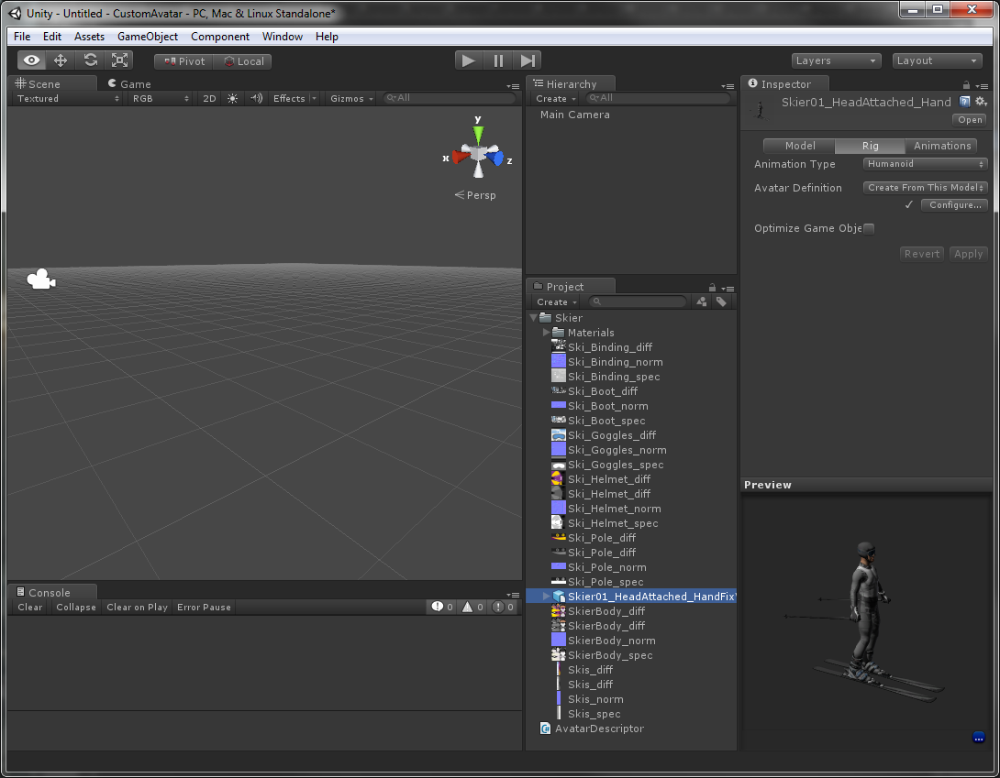 Unity - Untitled - CustomAvatar - PC, Mac & Linux Standalone*
File Edit Assets GameObject Component Window Help
Pivot Local Layers Layout
Scene Game
Textured RGB 2D Effects Gizmos All
y
x
z
Persp
Hierarchy
Create All
Main Camera
Project
Create
Skier
Materials
Ski_Binding_diff
Ski_Binding_norm
Ski_Binding_spec
Ski_Boot_diff
Ski_Boot_norm
Ski_Boot_spec
Ski_Goggles_diff
Ski_Goggles_norm
Ski_Goggles_spec
Ski_Helmet_diff
Ski_Helmet_diff
Ski_Helmet_norm
Ski_Helmet_spec
Ski_Pole_diff
Ski_Pole_diff
Ski_Pole_norm
Ski_Pole_spec
Skier01_HeadAttached_HandFix
SkierBody_diff
SkierBody_diff
SkierBody_norm
SkierBody_spec
Skis_diff
Skis_diff
Skis_norm
Skis_spec
AvatarDescriptor
Console
Clear Collapse Clear on Play Error Pause 0 0 0
Inspector
Skier01_HeadAttached_Hand
Open
Model Rig Animations
Animation Type Humanoid
Avatar Definition Create From This Model
✓ Configure...
Optimize Game Obje
Revert Apply
Preview
...